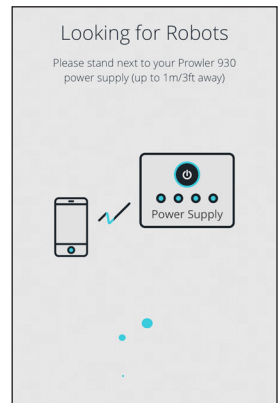 Looking for Robots
Please stand next to your Prowler 930
power supply (up to 1m/3ft away)
Power Supply